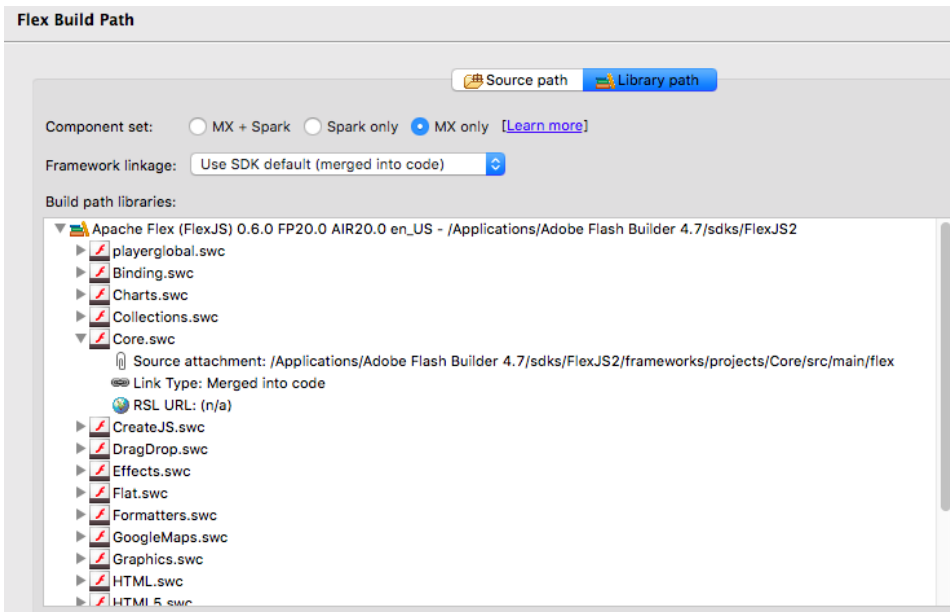 Flex Build Path
Source path Library path
Component set: MX + Spark Spark only MX only [Learn more]
Framework linkage: Use SDK default (merged into code)
Build path libraries:
Apache Flex (FlexJS) 0.6.0 FP20.0 AIR20.0 en_US - /Applications/Adobe Flash Builder 4.7/sdks/FlexJS2
playerglobal.swc
Binding.swc
Charts.swc
Collections.swc
Core.swc
Source attachment: /Applications/Adobe Flash Builder 4.7/sdks/FlexJS2/frameworks/projects/Core/src/main/flex
Link Type: Merged into code
RSL URL: (n/a)
CreateJS.swc
DragDrop.swc
Effects.swc
Flat.swc
Formatters.swc
GoogleMaps.swc
Graphics.swc
HTML.swc
HTML5.swc